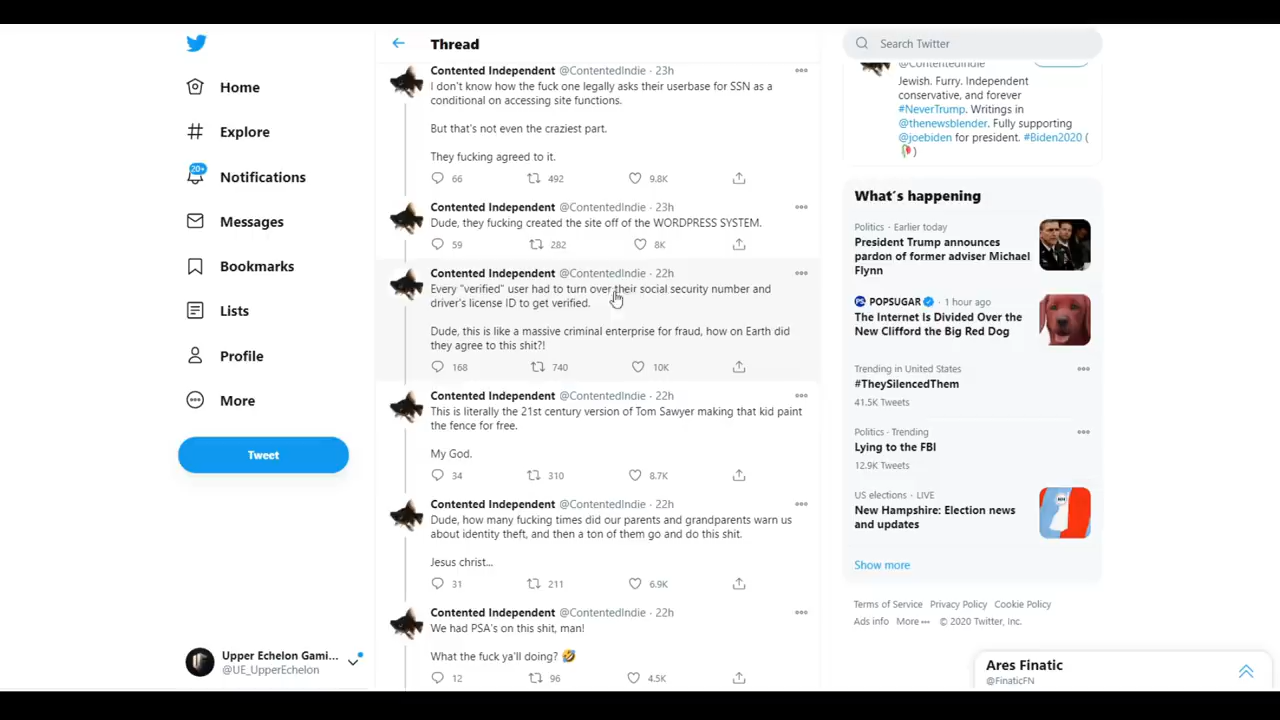 Home
Explore
20+
Notifications
Messages
Bookmarks
Lists
Profile
More
Tweet
Upper Echelon Gami...
@UE_UpperEchelon
Thread
Contented Independent @ContentedIndie · 23h
I don't know how the fuck one legally asks their userbase for SSN as a
conditional on accessing site functions.
But that's not even the craziest part.
They fucking agreed to it.
66 492 9.8K
Contented Independent @ContentedIndie · 23h
Dude, they fucking created the site off of the WORDPRESS SYSTEM.
59 282 8K
Contented Independent @ContentedIndie · 22h
Every "verified" user had to turn over their social security number and
driver's license ID to get verified.
Dude, this is like a massive criminal enterprise for fraud, how on Earth did
they agree to this shit?!
168 740 10K
Contented Independent @ContentedIndie · 22h
This is literally the 21st century version of Tom Sawyer making that kid paint
the fence for free.
My God.
34 310 8.7K
Contented Independent @ContentedIndie · 22h
Dude, how many fucking times did our parents and grandparents warn us
about identity theft, and then a ton of them go and do this shit.
Jesus christ...
31 211 6.9K
Contented Independent @ContentedIndie · 22h
We had PSA's on this shit, man!
What the fuck ya'll doing? 🤣
12 96 4.5K
Search Twitter
@ContentedIndie
Jewish. Furry. Independent
conservative, and forever
#NeverTrump. Writings in
@thenewsblender. Fully supporting
@joebiden for president. #Biden2020 (
)
What's happening
Politics · Earlier today
President Trump announces
pardon of former adviser Michael
Flynn
POPSUGAR · 1 hour ago
The Internet Is Divided Over the
New Clifford the Big Red Dog
Trending in United States
#TheySilencedThem
41.5K Tweets
Politics · Trending
Lying to the FBI
12.9K Tweets
US elections · LIVE
New Hampshire: Election news
and updates
Show more
Terms of Service Privacy Policy Cookie Policy
Ads info More ··· © 2020 Twitter, Inc.
Ares Finatic
@FinaticFN